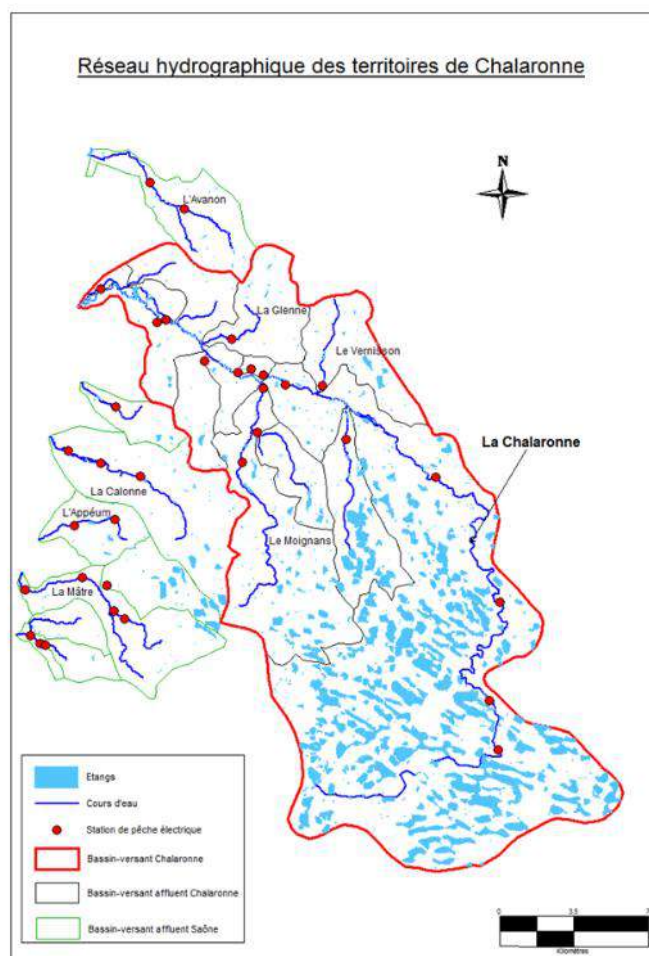 Réseau hydrographique des territoires de Chalaronne
N
L'Avanon
La Glenne
Le Vernisson
La Chalaronne
La Calonne
L'Appéum
Le Moignans
La Mâtre
Etangs
Cours d'eau
Station de pêche électrique
Bassin-versant Chalaronne
Bassin-versant affluent Chalaronne
Bassin-versant affluent Saône
0 3,5 7
Kilomètres